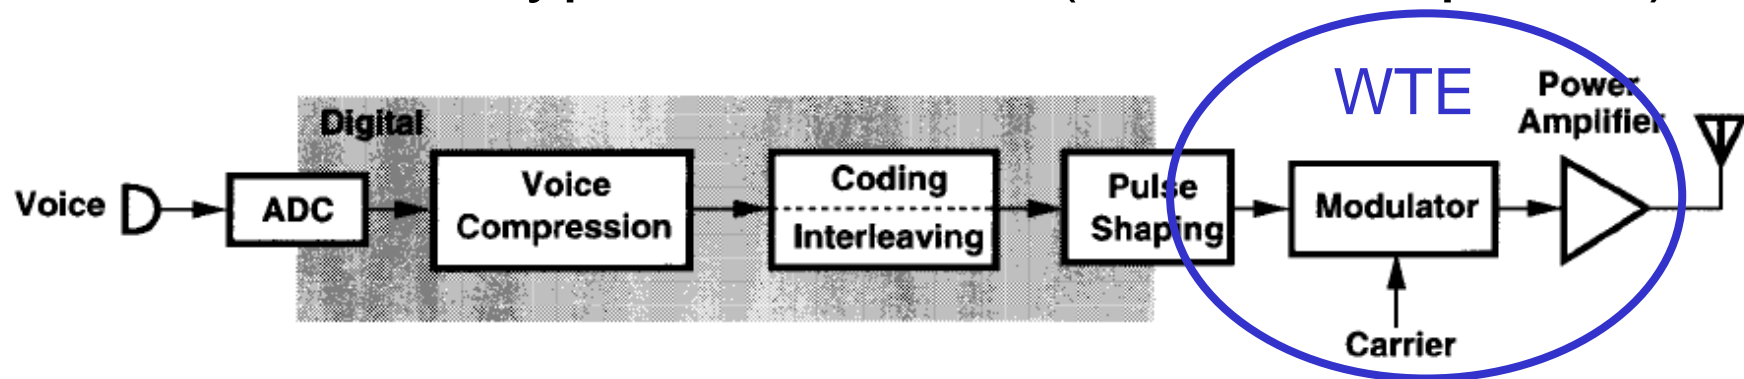 WTE
Power
Amplifier
Digital
Voice
ADC
Voice
Compression
Coding
Interleaving
Pulse
Shaping
Modulator
Carrier